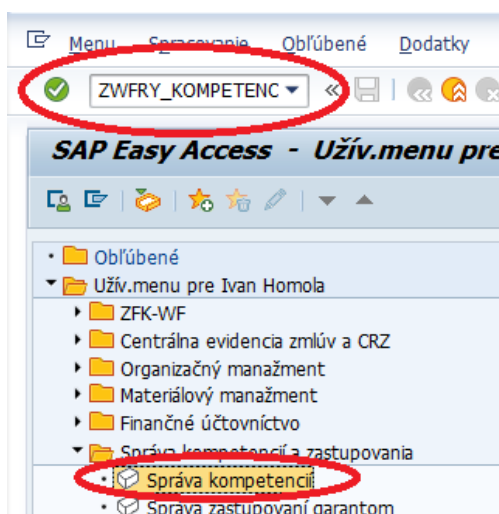 Menu Spracovanie Obľúbené Dodatky
ZWFRY_KOMPETENC
SAP Easy Access - Užív.menu pre
Obľúbené
Užív.menu pre Ivan Homola
ZFK-WF
Centrálna evidencia zmlúv a CRZ
Organizačný manažment
Materiálový manažment
Finančné účtovníctvo
Správa kompetencií a zastupovania
Správa kompetencií
Správa zastupovaní garantom